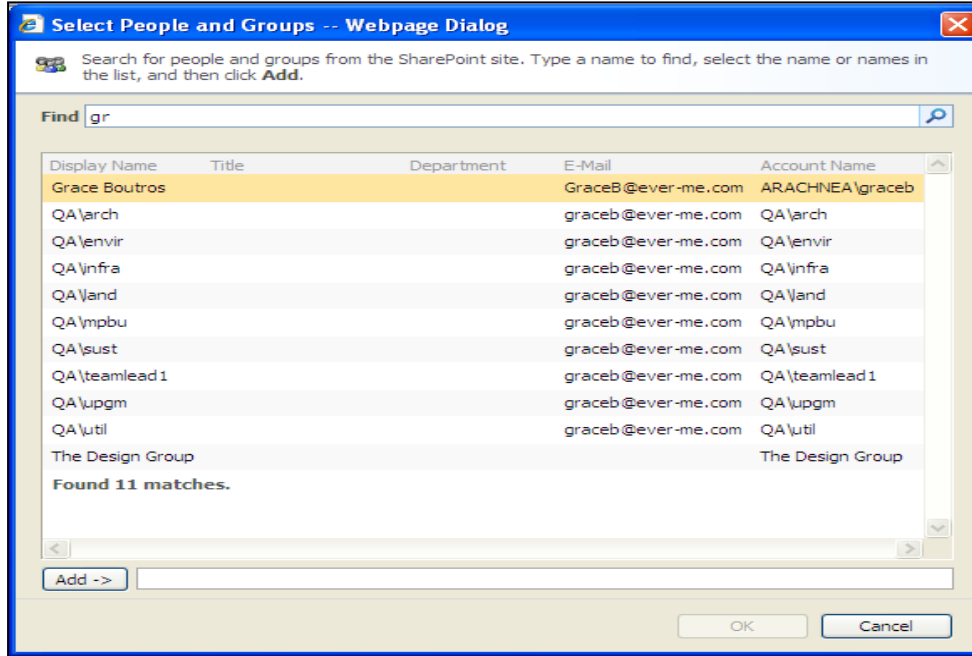 Select People and Groups -- Webpage Dialog
Search for people and groups from the SharePoint site. Type a name to find, select the name or names in
the list, and then click Add.
Find gr
Display Name Title Department E-Mail Account Name
Grace Boutros GraceB@ever-me.com ARACHNEA\graceb
QA\arch graceb@ever-me.com QA\arch
QA\envir graceb@ever-me.com QA\envir
QA\infra graceb@ever-me.com QA\infra
QA\land graceb@ever-me.com QA\land
QA\mpbu graceb@ever-me.com QA\mpbu
QA\sust graceb@ever-me.com QA\sust
QA\teamlead1 graceb@ever-me.com QA\teamlead1
QA\upgm graceb@ever-me.com QA\upgm
QA\util graceb@ever-me.com QA\util
The Design Group The Design Group
Found 11 matches.
Add ->
OK Cancel